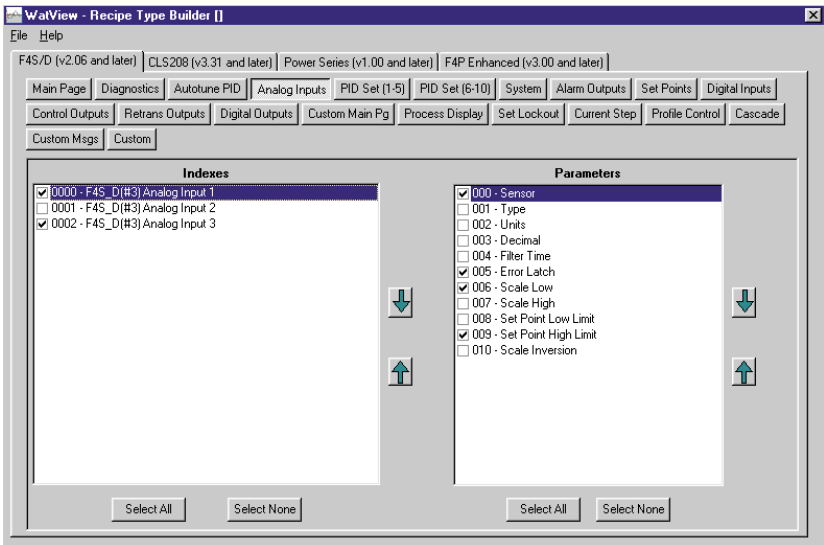 WatView - Recipe Type Builder []
File Help
F4S/D (v2.06 and later) CLS208 (v3.31 and later) Power Series (v1.00 and later) F4P Enhanced (v3.00 and later)
Main Page Diagnostics Autotune PID Analog Inputs PID Set (1-5) PID Set (6-10) System Alarm Outputs Set Points Digital Inputs
Control Outputs Retrans Outputs Digital Outputs Custom Main Pg Process Display Set Lockout Current Step Profile Control Cascade
Custom Msgs Custom
Indexes
0000 - F4S_D(#3) Analog Input 1
0001 - F4S_D(#3) Analog Input 2
0002 - F4S_D(#3) Analog Input 3
Select All Select None
Parameters
000 - Sensor
001 - Type
002 - Units
003 - Decimal
004 - Filter Time
005 - Error Latch
006 - Scale Low
007 - Scale High
008 - Set Point Low Limit
009 - Set Point High Limit
010 - Scale Inversion
Select All Select None